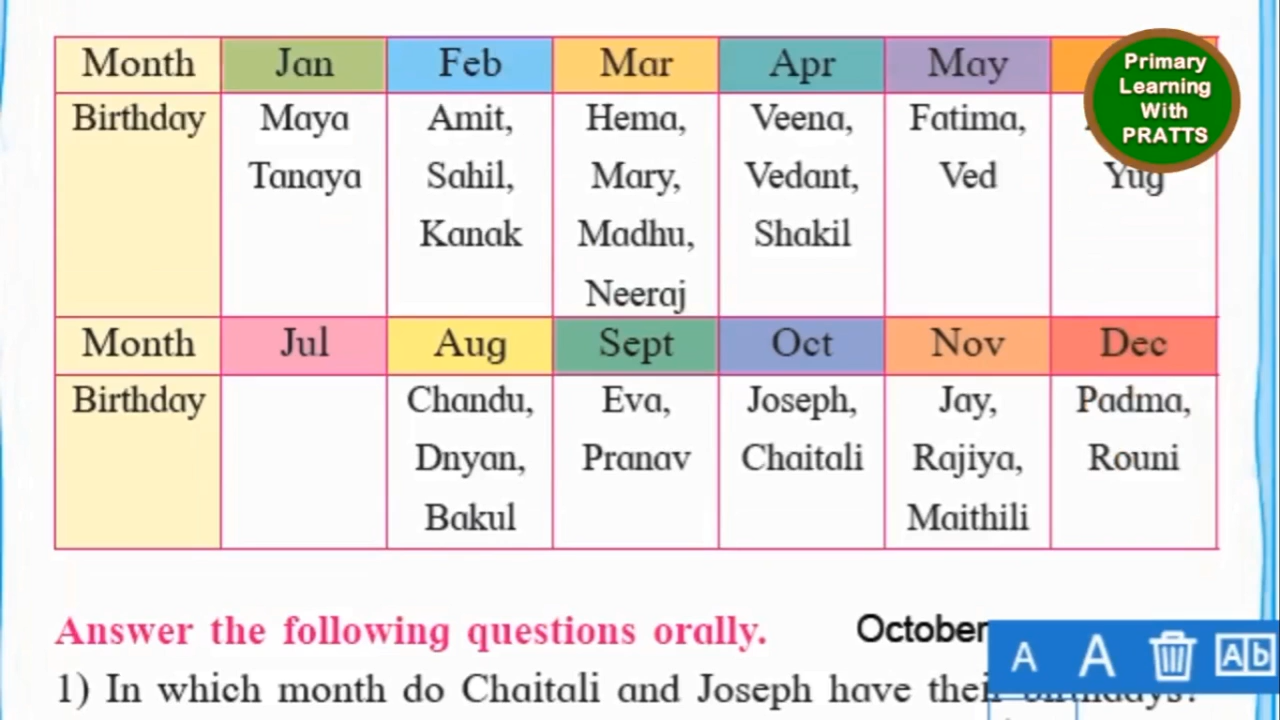 Month Jan Feb Mar Apr May
Birthday Maya Amit, Hema, Veena, Fatima,
Tanaya Sahil, Mary, Vedant, Ved Yug
Kanak Madhu, Shakil
Neeraj
Month Jul Aug Sept Oct Nov Dec
Birthday Chandu, Eva, Joseph, Jay, Padma,
Dnyan, Pranav Chaitali Rajiya, Rouni
Bakul Maithili
Primary
Learning
With
PRATTS
Answer the following questions orally. October
A A Ab
1) In which month do Chaitali and Joseph have their birthdays?